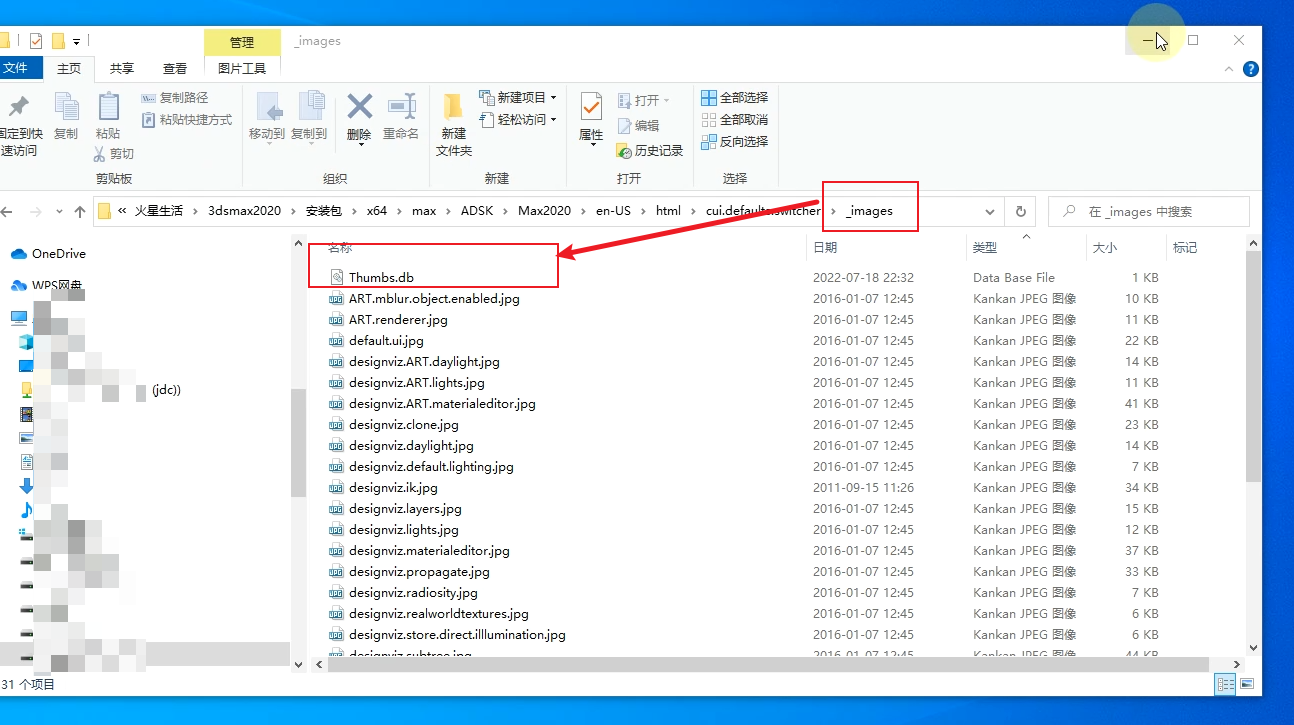 管理
_images
文件
主页
共享
查看
图片工具
固定到快
速访问
复制
粘贴
复制路径
粘贴快捷方式
剪切
剪贴板
移动到
复制到
删除
重命名
组织
新建
文件夹
新建项目
轻松访问
新建
属性
打开
编辑
历史记录
打开
全部选择
全部取消
反向选择
选择
« 火星生活 › 3dsmax2020 › 安装包 › x64 › max › ADSK › Max2020 › en-US › html › cui.defaultuiswitcher › _images
在 _images 中搜索
OneDrive
WPS网盘
(jdc))
名称 日期 类型 大小 标记
Thumbs.db 2022-07-18 22:32 Data Base File 1 KB
ART.mblur.object.enabled.jpg 2016-01-07 12:45 Kankan JPEG 图像 10 KB
ART.renderer.jpg 2016-01-07 12:45 Kankan JPEG 图像 11 KB
default.ui.jpg 2016-01-07 12:45 Kankan JPEG 图像 22 KB
designviz.ART.daylight.jpg 2016-01-07 12:45 Kankan JPEG 图像 14 KB
designviz.ART.lights.jpg 2016-01-07 12:45 Kankan JPEG 图像 11 KB
designviz.ART.materialeditor.jpg 2016-01-07 12:45 Kankan JPEG 图像 41 KB
designviz.clone.jpg 2016-01-07 12:45 Kankan JPEG 图像 23 KB
designviz.daylight.jpg 2016-01-07 12:45 Kankan JPEG 图像 14 KB
designviz.default.lighting.jpg 2016-01-07 12:45 Kankan JPEG 图像 7 KB
designviz.ik.jpg 2011-09-15 11:26 Kankan JPEG 图像 34 KB
designviz.layers.jpg 2016-01-07 12:45 Kankan JPEG 图像 15 KB
designviz.lights.jpg 2016-01-07 12:45 Kankan JPEG 图像 12 KB
designviz.materialeditor.jpg 2016-01-07 12:45 Kankan JPEG 图像 37 KB
designviz.propagate.jpg 2016-01-07 12:45 Kankan JPEG 图像 33 KB
designviz.radiosity.jpg 2016-01-07 12:45 Kankan JPEG 图像 7 KB
designviz.realworldtextures.jpg 2016-01-07 12:45 Kankan JPEG 图像 6 KB
designviz.store.direct.illlumination.jpg 2016-01-07 12:45 Kankan JPEG 图像 6 KB
designviz.subtree.jpg 2016-01-07 12:45 Kankan JPEG 图像 44 KB
31 个项目